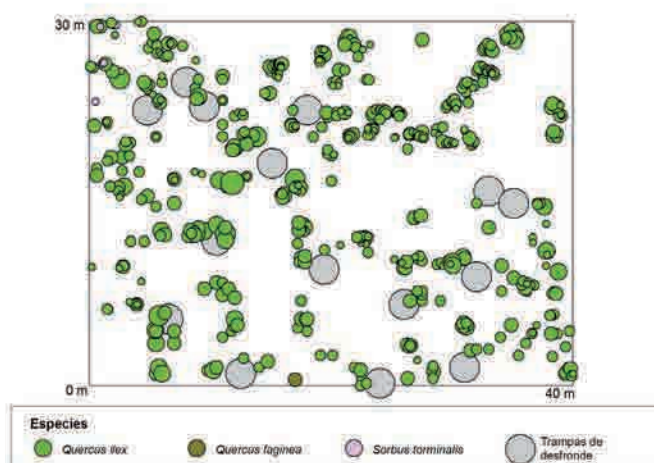 30 m
0 m
40 m
Especies
Quercus ilex
Quercus faginea
Sorbus torminalis
Trampas de
desfronde